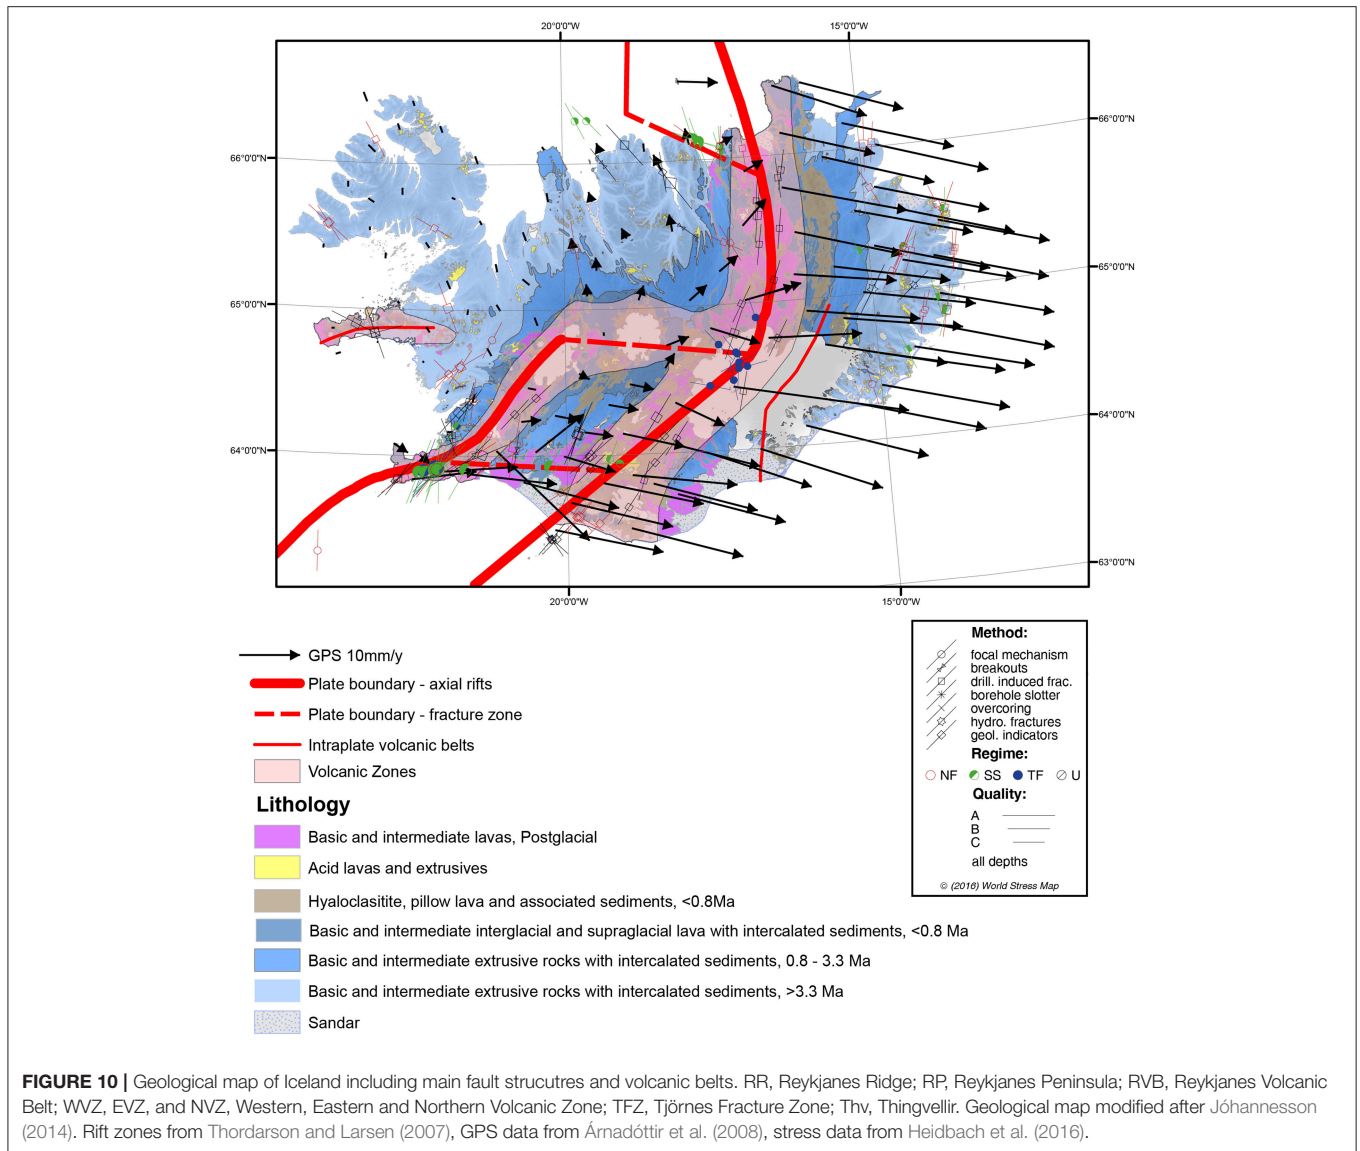 20°0'0"W
15°0'0"W
66°0'0"N
66°0'0"N
65°0'0"N
65°0'0"N
64°0'0"N
64°0'0"N
63°0'0"N
20°0'0"W
15°0'0"W
GPS 10mm/y
Plate boundary - axial rifts
Plate boundary - fracture zone
Intraplate volcanic belts
Volcanic Zones
Lithology
Basic and intermediate lavas, Postglacial
Acid lavas and extrusives
Hyaloclasitite, pillow lava and associated sediments, <0.8Ma
Basic and intermediate interglacial and supraglacial lava with intercalated sediments, <0.8 Ma
Basic and intermediate extrusive rocks with intercalated sediments, 0.8 - 3.3 Ma
Basic and intermediate extrusive rocks with intercalated sediments, >3.3 Ma
Sandar
Method:
focal mechanism
breakouts
drill. induced frac.
borehole slotter
overcoring
hydro. fractures
geol. indicators
Regime:
NF SS TF U
Quality:
A
B
C
all depths
© (2016) World Stress Map
FIGURE 10 | Geological map of Iceland including main fault strucutres and volcanic belts. RR, Reykjanes Ridge; RP, Reykjanes Peninsula; RVB, Reykjanes Volcanic
Belt; WVZ, EVZ, and NVZ, Western, Eastern and Northern Volcanic Zone; TFZ, Tjörnes Fracture Zone; Thv, Thingvellir. Geological map modified after Jóhannesson
(2014). Rift zones from Thordarson and Larsen (2007), GPS data from Árnadóttir et al. (2008), stress data from Heidbach et al. (2016).